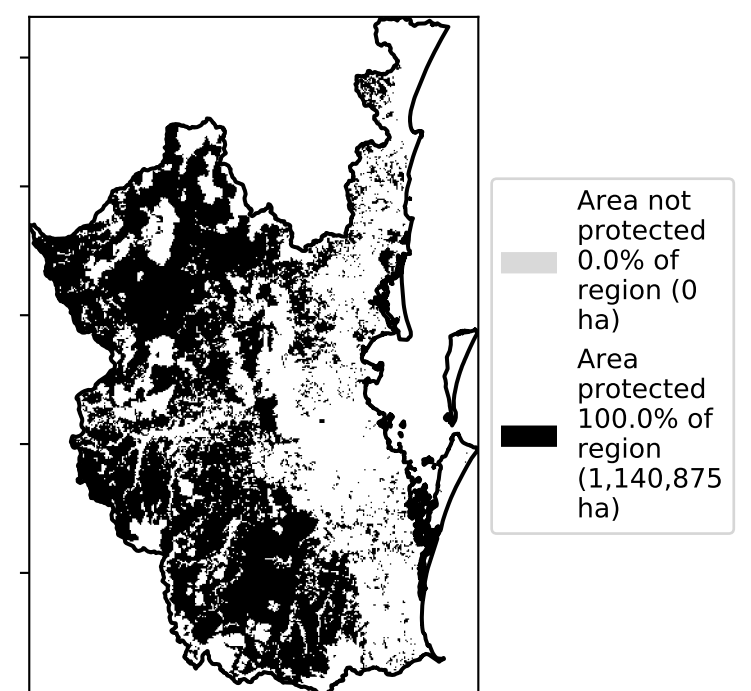 Area not
protected
0.0% of
region (0
ha)
Area
protected
100.0% of
region
(1,140,875
ha)